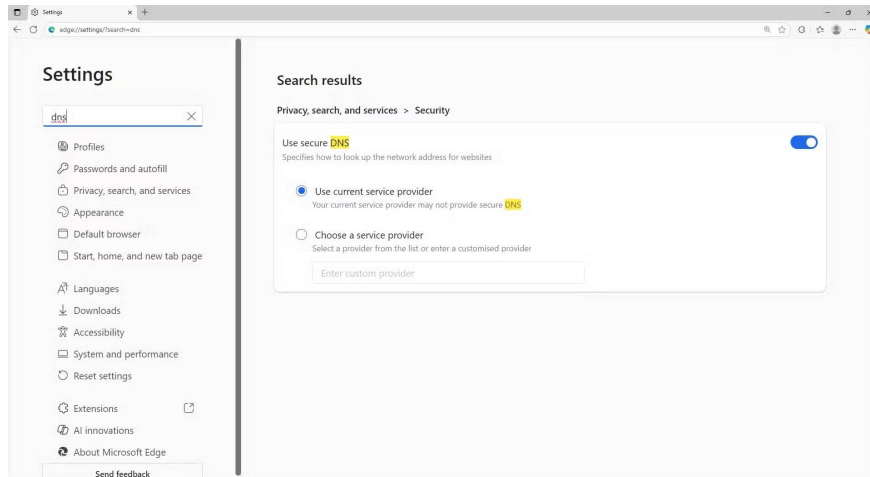 Settings
edge://settings/?search=dns
Settings
dns
Profiles
Passwords and autofill
Privacy, search, and services
Appearance
Default browser
Start, home, and new tab page
Languages
Downloads
Accessibility
System and performance
Reset settings
Extensions
AI innovations
About Microsoft Edge
Send feedback
Search results
Privacy, search, and services > Security
Use secure DNS
Specifies how to look up the network address for websites
Use current service provider
Your current service provider may not provide secure DNS
Choose a service provider
Select a provider from the list or enter a customised provider
Enter custom provider